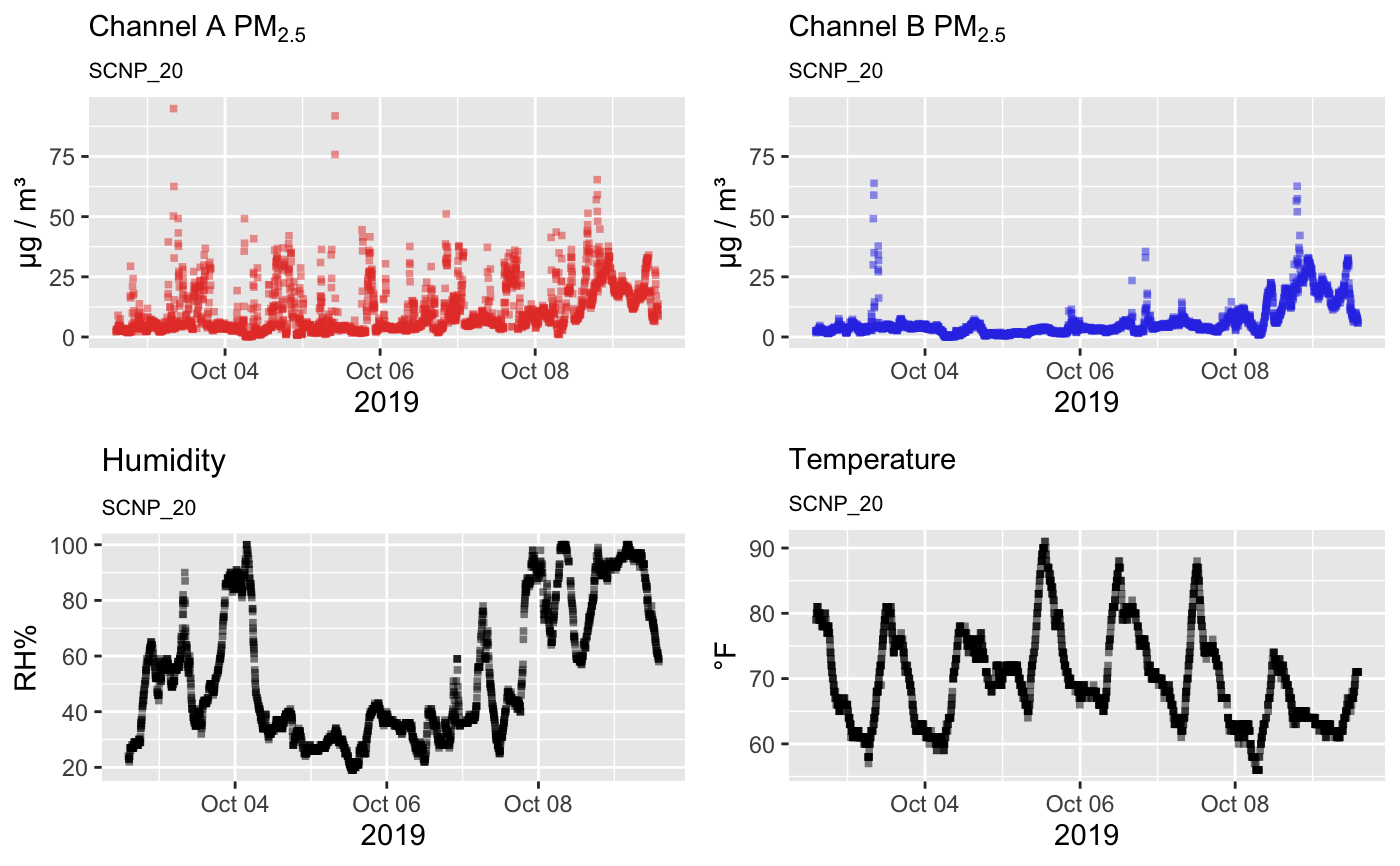 Channel A PM2.5
SCNP_20
75
50
25
0
µg / m³
Oct 04 Oct 06 Oct 08
2019
Channel B PM2.5
SCNP_20
75
50
25
0
µg / m³
Oct 04 Oct 06 Oct 08
2019
Humidity
SCNP_20
100
80
60
40
20
RH%
Oct 04 Oct 06 Oct 08
2019
Temperature
SCNP_20
90
80
70
60
°F
Oct 04 Oct 06 Oct 08
2019